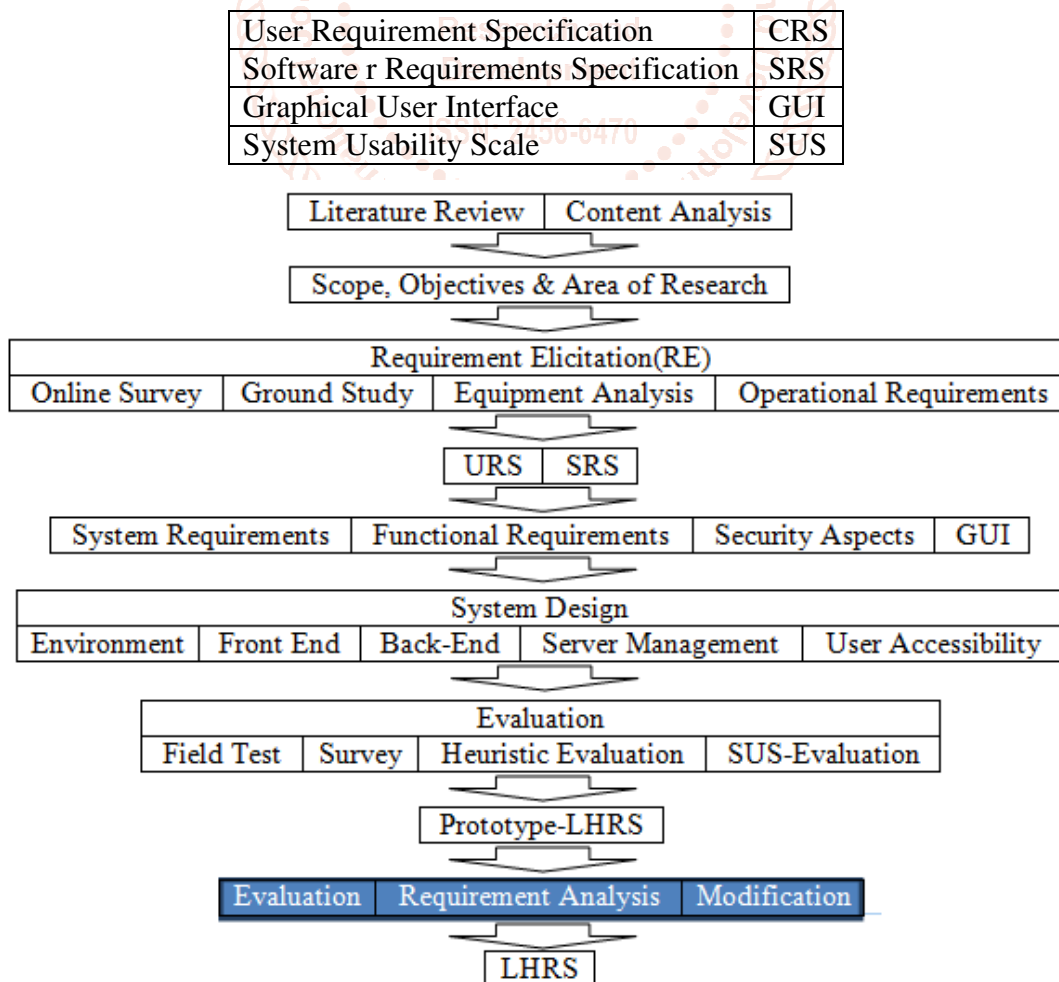 User Requirement Specification CRS
Software r Requirements Specification SRS
Graphical User Interface GUI
System Usability Scale SUS
ISSN: 2456-6470
Literature Review Content Analysis
Scope, Objectives & Area of Research
Requirement Elicitation(RE)
Online Survey Ground Study Equipment Analysis Operational Requirements
URS SRS
System Requirements Functional Requirements Security Aspects GUI
System Design
Environment Front End Back-End Server Management User Accessibility
Evaluation
Field Test Survey Heuristic Evaluation SUS-Evaluation
Prototype-LHRS
Evaluation Requirement Analysis Modification
LHRS